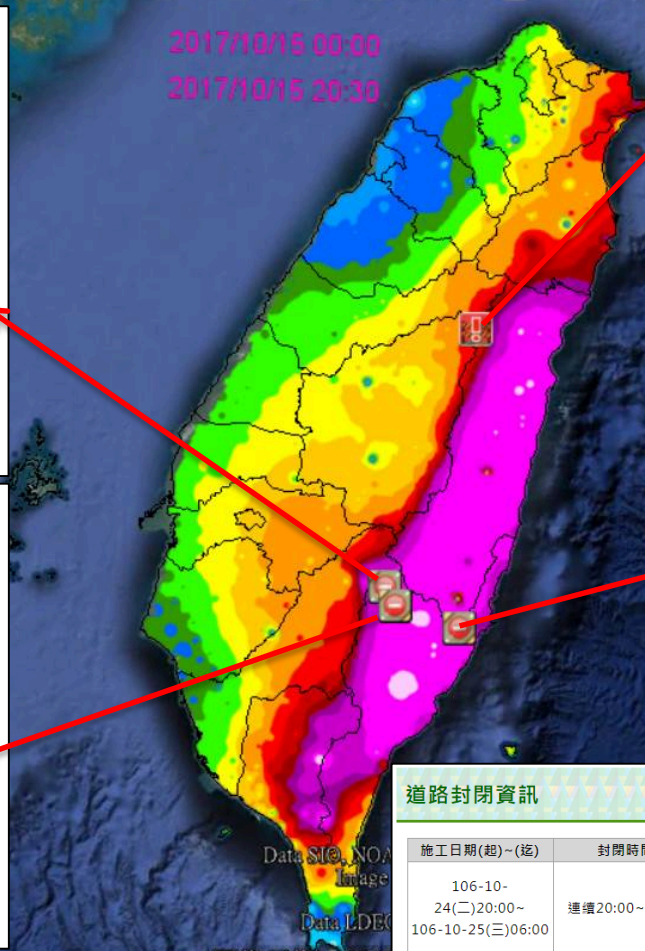 2017/10/15 00:00
2017/10/15 20:30
Data SIO, NOA
Image
Data LDEO
道路封閉資訊
施工日期(起)~(迄) 封閉時
106-10-
24(二)20:00~
106-10-25(三)06:00
連續20:00~